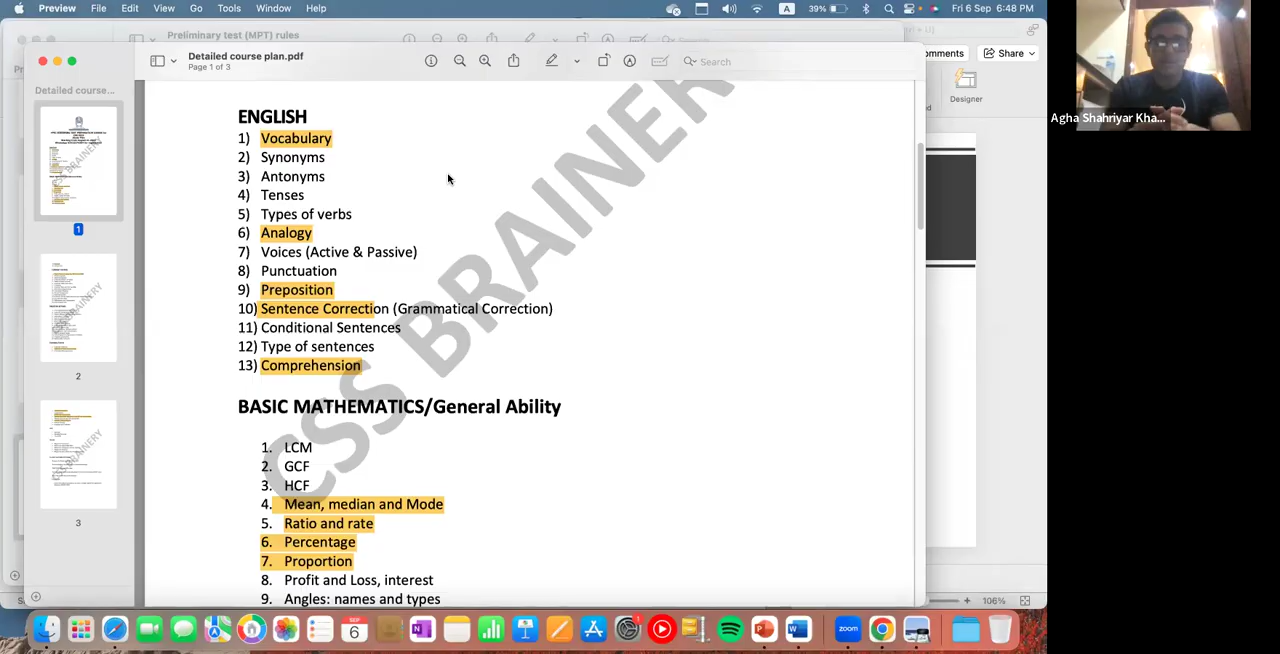 Preview File Edit View Go Tools Window Help
A 39% Fri 6 Sep 6:48 PM
Preliminary test (MPT) rules
Detailed course plan.pdf
Page 1 of 3
Search
omments
Share
Designer
Detailed course...
1
2
3
ENGLISH
1) Vocabulary
2) Synonyms
3) Antonyms
4) Tenses
5) Types of verbs
6) Analogy
7) Voices (Active & Passive)
8) Punctuation
9) Preposition
10) Sentence Correction (Grammatical Correction)
11) Conditional Sentences
12) Type of sentences
13) Comprehension
BASIC MATHEMATICS/General Ability
1. LCM
2. GCF
3. HCF
4. Mean, median and Mode
5. Ratio and rate
6. Percentage
7. Proportion
8. Profit and Loss, interest
9. Angles: names and types
CSS BRAINER
106%
Agha Shahriyar Kha...
SEP
6
zoom